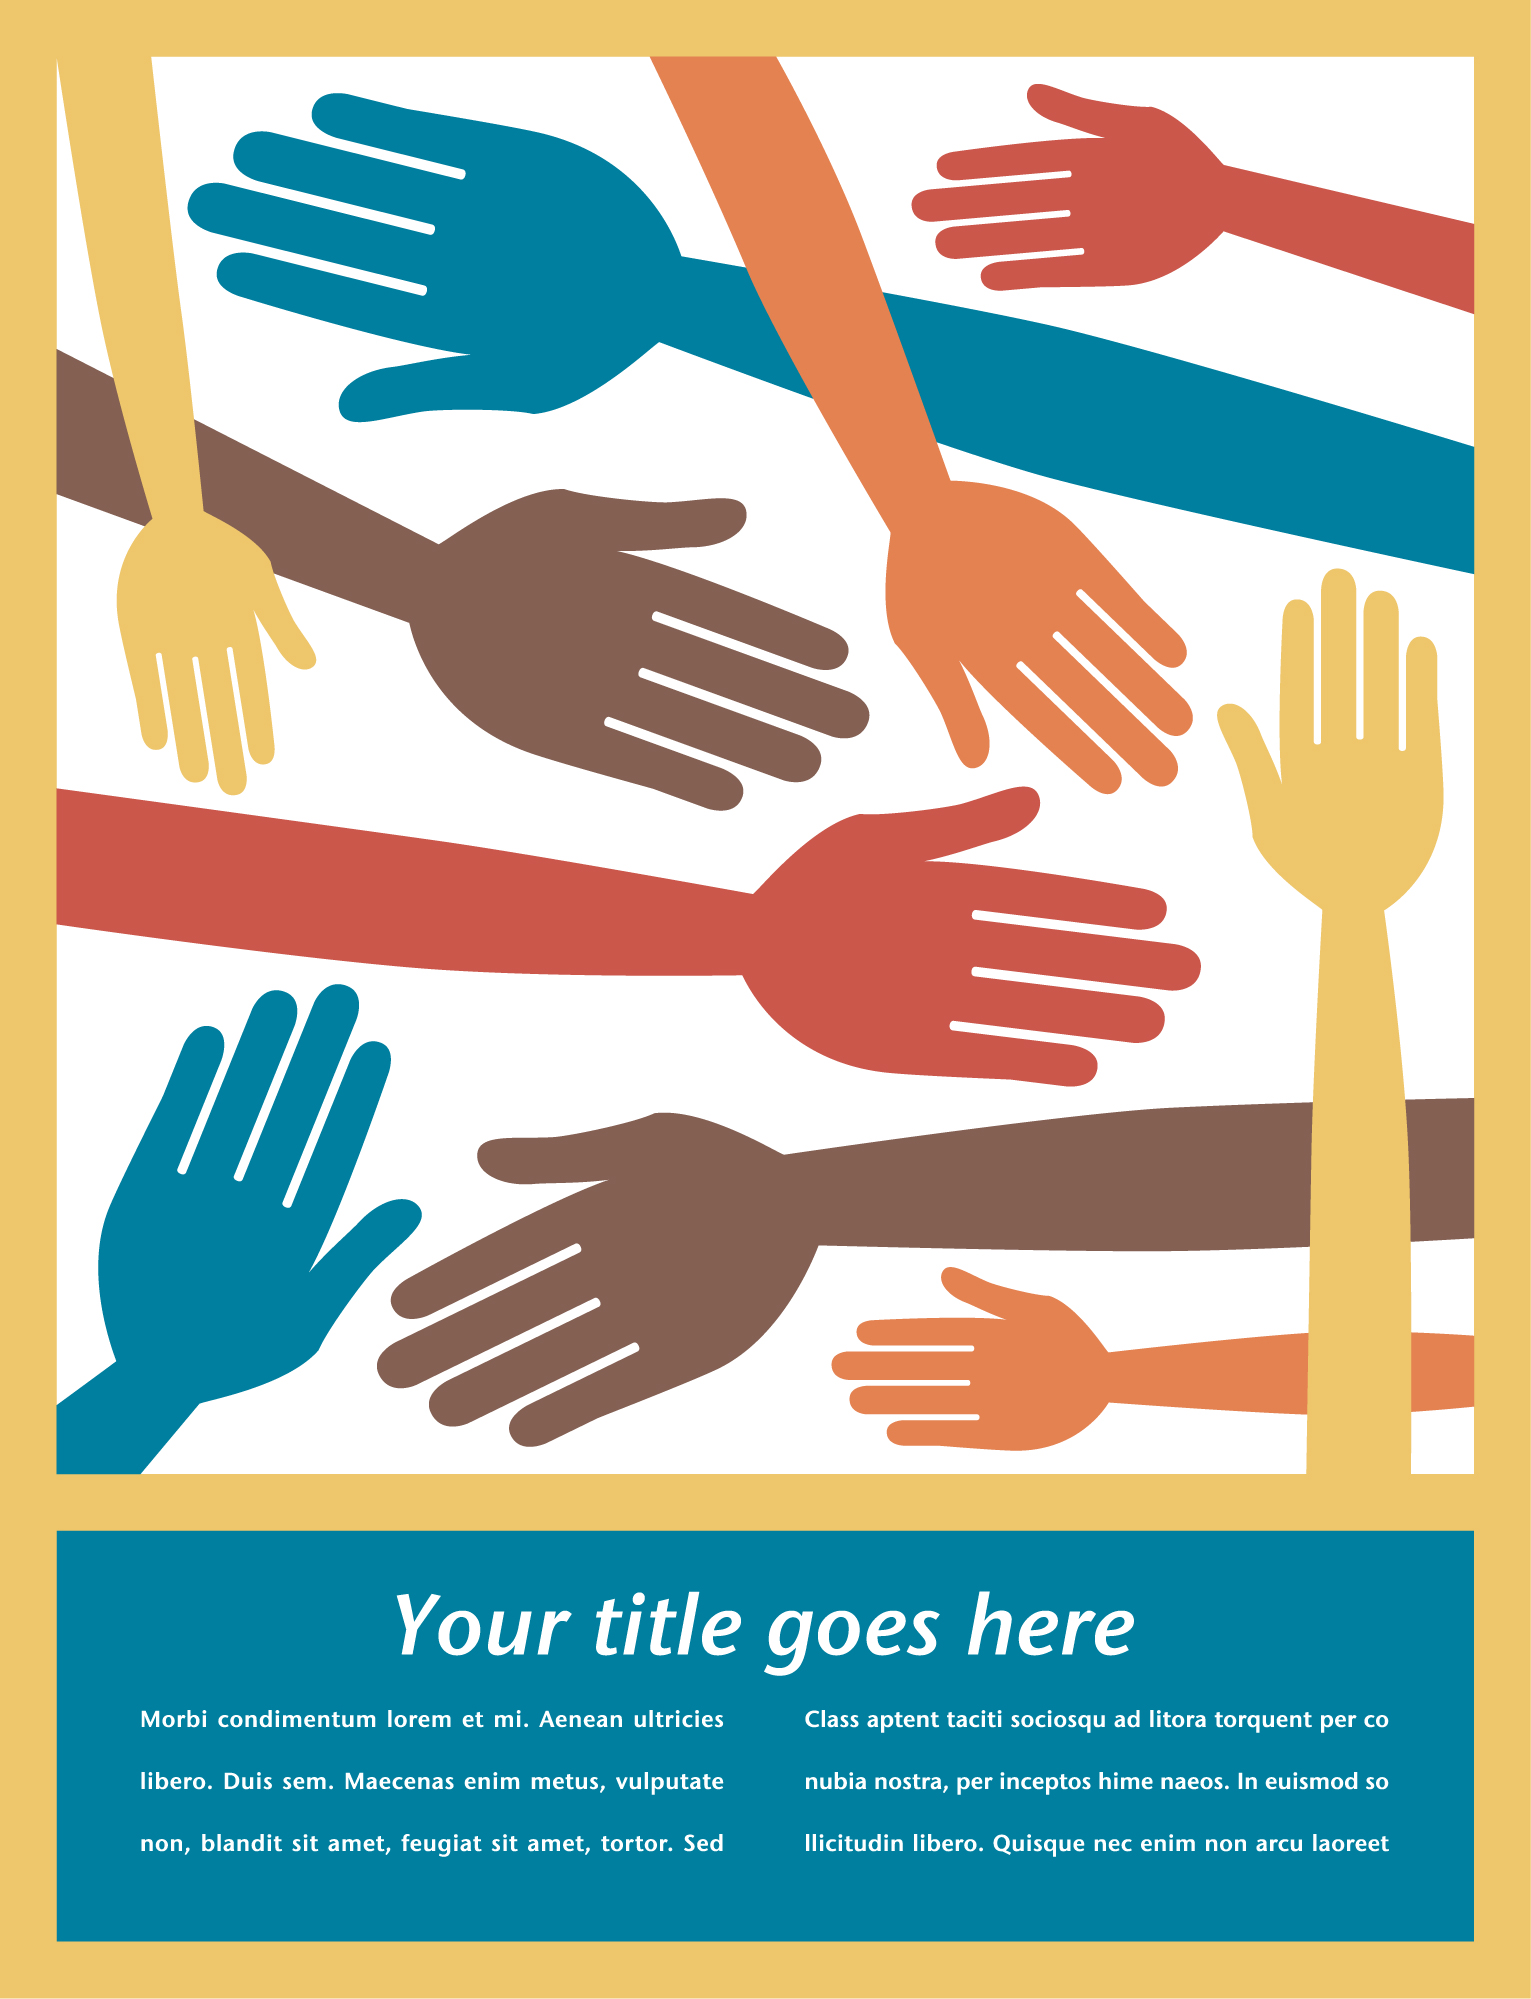 Your title goes here
Morbi condimentum lorem et mi. Aenean ultricies
libero. Duis sem. Maecenas enim metus, vulputate
non, blandit sit amet, feugiat sit amet, tortor. Sed
Class aptent taciti sociosqu ad litora torquent per co
nubia nostra, per inceptos hime naeos. In euismod so
llicitudin libero. Quisque nec enim non arcu laoreet